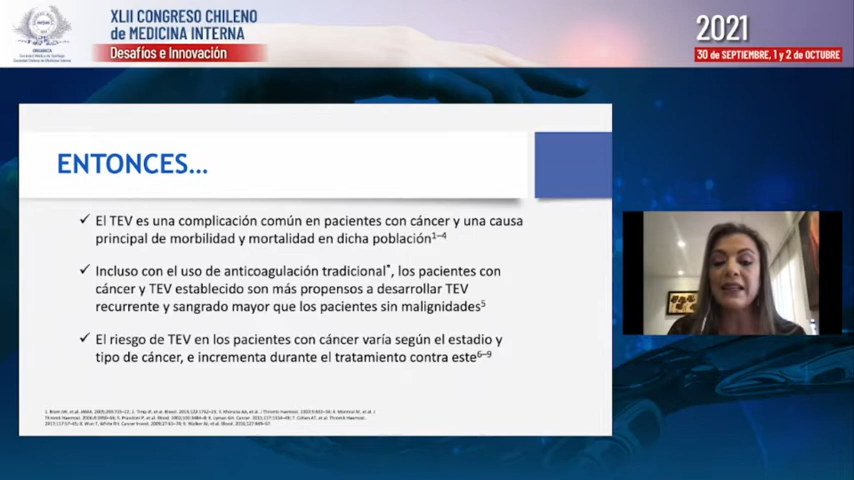 XLII CONGRESO CHILENO
de MEDICINA INTERNA
Desafíos e Innovación
2021
30 de SEPTIEMBRE, 1 y 2 de OCTUBRE
ENTONCES...
✓ El TEV es una complicación común en pacientes con cáncer y una causa
principal de morbilidad y mortalidad en dicha población¹⁻⁴
✓ Incluso con el uso de anticoagulación tradicional*, los pacientes con
cáncer y TEV establecido son más propensos a desarrollar TEV
recurrente y sangrado mayor que los pacientes sin malignidades⁵
✓ El riesgo de TEV en los pacientes con cáncer varía según el estadio y
tipo de cáncer, e incrementa durante el tratamiento contra este⁶⁻⁹